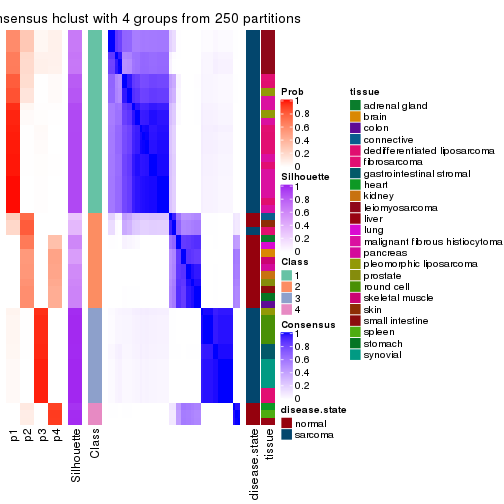 nsensus hclust with 4 groups from 250 partitions
p1
p2
p3
p4
Silhouette
Class
disease.state
tissue
Prob
1
0.8
0.6
0.4
0.2
0
Silhouette
1
0.8
0.6
0.4
0.2
0
Class
1
2
3
4
Consensus
1
0.8
0.6
0.4
0.2
0
disease.state
normal
sarcoma
tissue
adrenal gland
brain
colon
connective
dedifferentiated liposarcoma
fibrosarcoma
gastrointestinal stromal
heart
kidney
leiomyosarcoma
liver
lung
malignant fibrous histiocytoma
pancreas
pleomorphic liposarcoma
prostate
round cell
skeletal muscle
skin
small intestine
spleen
stomach
synovial